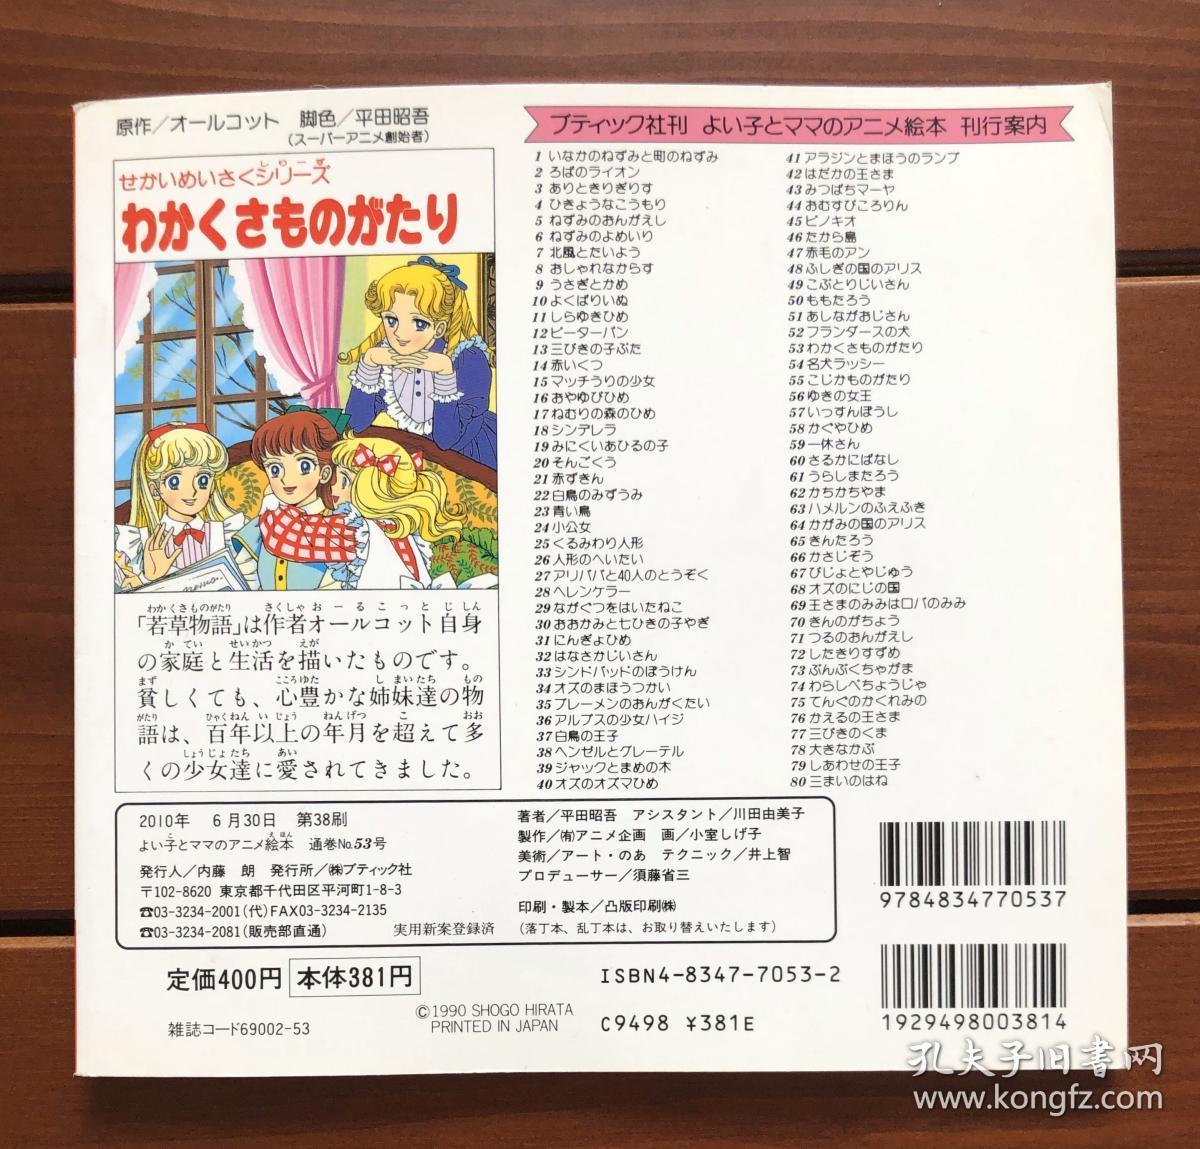 原作/オールコット 脚色/平田昭吾
(スーパーアニメ創始者)
せかいめいさくシリーズ
わかくさものがたり
memo.
「若草物語」は作者オールコット自身
の家庭と生活を描いたものです。
貧しくても、心豊かな姉妹達の物
語は、百年以上の年月を超えて多
くの少女達に愛されてきました。
ブティック社刊 よい子とママのアニメ絵本 刊行案内
1 いなかのねずみと町のねずみ
2 ろばのライオン
3 ありときりぎりす
4 ひきょうなこうもり
5 ねずみのおんがえし
6 ねずみのよめいり
7 北風とたいよう
8 おしゃれなからす
9 うさぎとかめ
10 よくばりいぬ
11 しらゆきひめ
12 ピーターパン
13 三びきの子ぶた
14 赤いくつ
15 マッチうりの少女
16 おやゆびひめ
17 ねむりの森のひめ
18 シンデレラ
19 みにくいあひるの子
20 そんごくう
21 赤ずきん
22 白鳥のみずうみ
23 青い鳥
24 小公女
25 くるみわり人形
26 人形のへいたい
27 アリババと40人のとうぞく
28 ヘレンケラー
29 ながぐつをはいたねこ
30 おおかみと七ひきの子やぎ
31 にんぎょひめ
32 はなさかじいさん
33 シンドバッドのぼうけん
34 オズのまほうつかい
35 ブレーメンのおんがくたい
36 アルプスの少女ハイジ
37 白鳥の王子
38 ヘンゼルとグレーテル
39 ジャックとまめの木
40 オズのオズマひめ
41 アラジンとまほうのランプ
42 はだかの王さま
43 みつばちマーヤ
44 おむすびころりん
45 ピノキオ
46 たから島
47 赤毛のアン
48 ふしぎの国のアリス
49 こぶとりじいさん
50 ももたろう
51 あしながおじさん
52 フランダースの犬
53 わかくさものがたり
54 名犬ラッシー
55 こじかものがたり
56 ゆきの女王
57 いっすんぼうし
58 かぐやひめ
59 一休さん
60 さるかにばなし
61 うらしまたろう
62 かちかちやま
63 ハメルンのふえふき
64 かがみの国のアリス
65 きんたろう
66 かさじぞう
67 びじょとやじゅう
68 オズのにじの国
69 王さまのみみはロバのみみ
70 きんのがちょう
71 つるのおんがえし
72 したきりすずめ
73 ぶんぶくちゃがま
74 わらしべちょうじゃ
75 てんぐのかくれみの
76 かえるの王さま
77 三びきのくま
78 大きなかぶ
79 しあわせの王子
80 三まいのはね
2010年 6月30日 第38刷
よい子とママのアニメ絵本 通巻No.53号
発行人/内藤 朗 発行所/㈱ブティック社
〒102-8620 東京都千代田区平河町1-8-3
☎03-3234-2001(代)FAX03-3234-2135
☎03-3234-2081(販売部直通) 実用新案登録済
著者/平田昭吾 アシスタント/川田由美子
製作/㈲アニメ企画 画/小室しげ子
美術/アート・のあ テクニック/井上智
プロデューサー/須藤省三
印刷・製本/凸版印刷㈱
(落丁本、乱丁本は、お取り替えいたします)
9784834770537
定価400円 本体381円
ISBN4-8347-7053-2
©1990 SHOGO HIRATA
PRINTED IN JAPAN
雑誌コード69002-53
C9498 ¥381E
1929498003814
孔夫子旧书网
www.kongfz.com